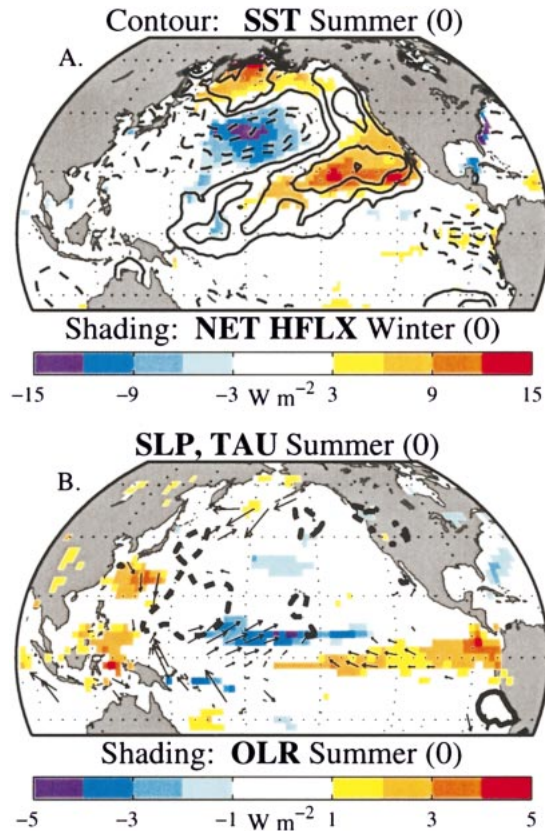 Contour: SST Summer (0)
A.
Shading: NET HFLX Winter (0)
−15 −9 −3 W m⁻² 3 9 15
SLP, TAU Summer (0)
B.
Shading: OLR Summer (0)
−5 −3 −1 W m⁻² 1 3 5